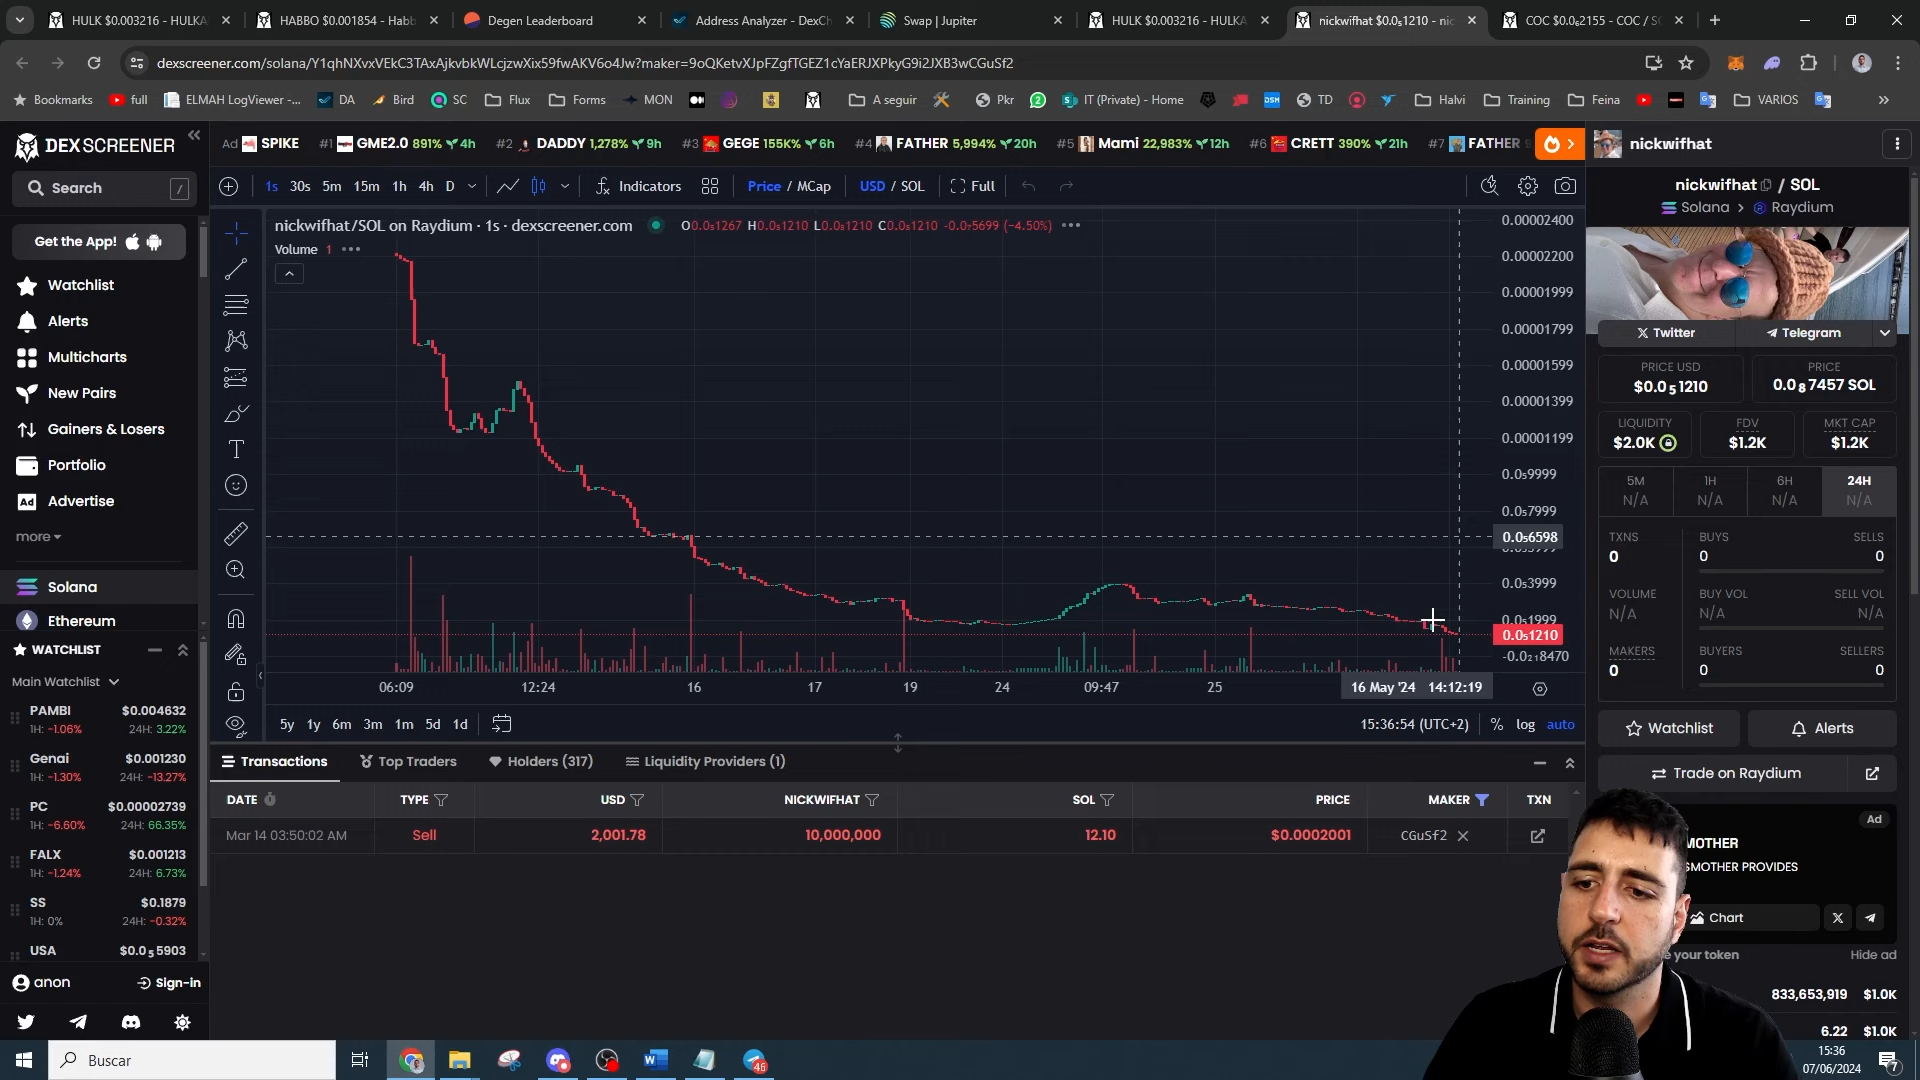 HULK $0.003216 - HULKA
HABBO $0.001854 - Habb
Degen Leaderboard
Address Analyzer - DexCh
Swap | Jupiter
HULK $0.003216 - HULKA
nickwifhat $0.0₅1210 - nic
COC $0.0₆2155 - COC / SO
dexscreener.com/solana/Y1qhNXvxVEkC3TAxAjkvbkWLcjzwXix59fwAKV6o4Jw?maker=9oQKetvXJpFZgfTGEZ1cYaERJXPkyG9i2JXB3wCGuSf2
Bookmarks
full
ELMAH LogViewer -...
DA
Bird
SC
Flux
Forms
MON
A seguir
Pkr
IT (Private) - Home
DSM
TD
Halvi
Training
Feina
VARIOS
DEX SCREENER
Ad SPIKE
#1 GME2.0 891% 4h
#2 DADDY 1,278% 9h
#3 GEGE 155K% 6h
#4 FATHER 5,994% 20h
#5 Mami 22,983% 12h
#6 CRETT 390% 21h
#7 FATHER
nickwifhat
Search /
1s 30s 5m 15m 1h 4h D
Indicators
Price / MCap
USD / SOL
Full
nickwifhat / SOL
Solana > Raydium
Get the App!
Watchlist
Alerts
Multicharts
New Pairs
Gainers & Losers
Portfolio
Ad Advertise
more
Solana
Ethereum
nickwifhat/SOL on Raydium · 1s · dexscreener.com
O0.0₅1267 H0.0₅1210 L0.0₅1210 C0.0₅1210 -0.0₇5699 (-4.50%)
Volume 1
0.00002400
0.00002200
0.00001999
0.00001799
0.00001599
0.00001399
0.00001199
0.0₅9999
0.0₅7999
0.0₅6598
0.0₅3999
0.0₅1999
0.0₅1210
-0.0₂₁8470
06:09
12:24
16
17
19
24
09:47
25
16 May '24 14:12:19
5y 1y 6m 3m 1m 5d 1d
15:36:54 (UTC+2)
% log auto
Twitter
Telegram
PRICE USD
$0.0₅1210
PRICE
0.0₈7457 SOL
LIQUIDITY
$2.0K
FDV
$1.2K
MKT CAP
$1.2K
5M
N/A
1H
N/A
6H
N/A
24H
N/A
TXNS
0
BUYS
0
SELLS
0
VOLUME
N/A
BUY VOL
N/A
SELL VOL
N/A
MAKERS
0
BUYERS
0
SELLERS
0
Watchlist
Alerts
Trade on Raydium
WATCHLIST
Main Watchlist
PAMBI $0.004632
1H: -1.06% 24H: 3.22%
Genai $0.001230
1H: -1.30% 24H: -13.27%
PC $0.00002739
1H: -6.60% 24H: 66.35%
FALX $0.001213
1H: -1.24% 24H: 6.73%
SS $0.1879
1H: 0% 24H: -0.32%
USA $0.0₅5903
anon
Sign-in
Transactions
Top Traders
Holders (317)
Liquidity Providers (1)
DATE TYPE USD NICKWIFHAT SOL PRICE MAKER TXN
Mar 14 03:50:02 AM Sell 2,001.78 10,000,000 12.10 $0.0002001 CGuSf2
Ad
MOTHER
SMOTHER PROVIDES
Chart
your token
Hide ad
833,653,919 $1.0K
6.22 $1.0K
Buscar
46
15:36
07/06/2024
7